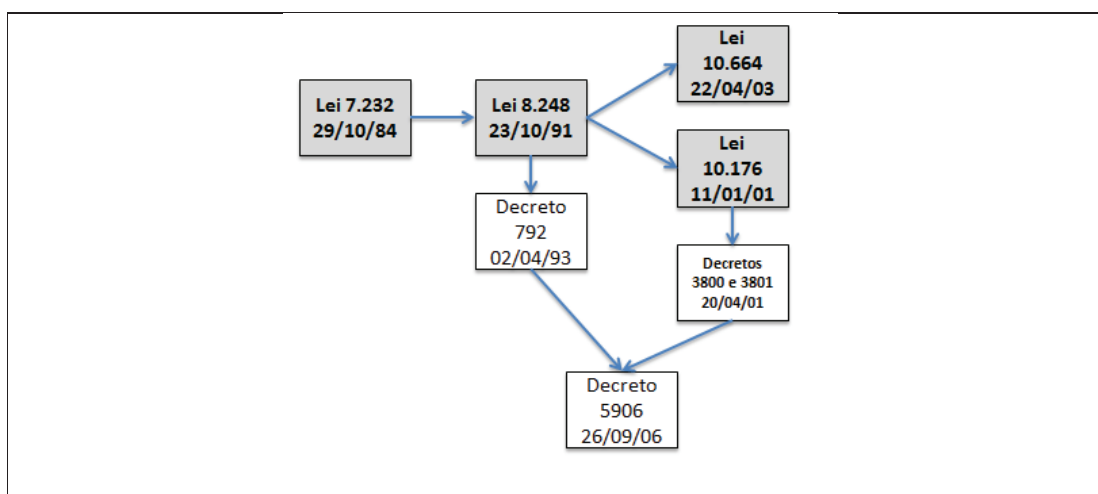 Lei 7.232
29/10/84
Lei 8.248
23/10/91
Lei
10.664
22/04/03
Lei
10.176
11/01/01
Decreto
792
02/04/93
Decretos
3800 e 3801
20/04/01
Decreto
5906
26/09/06